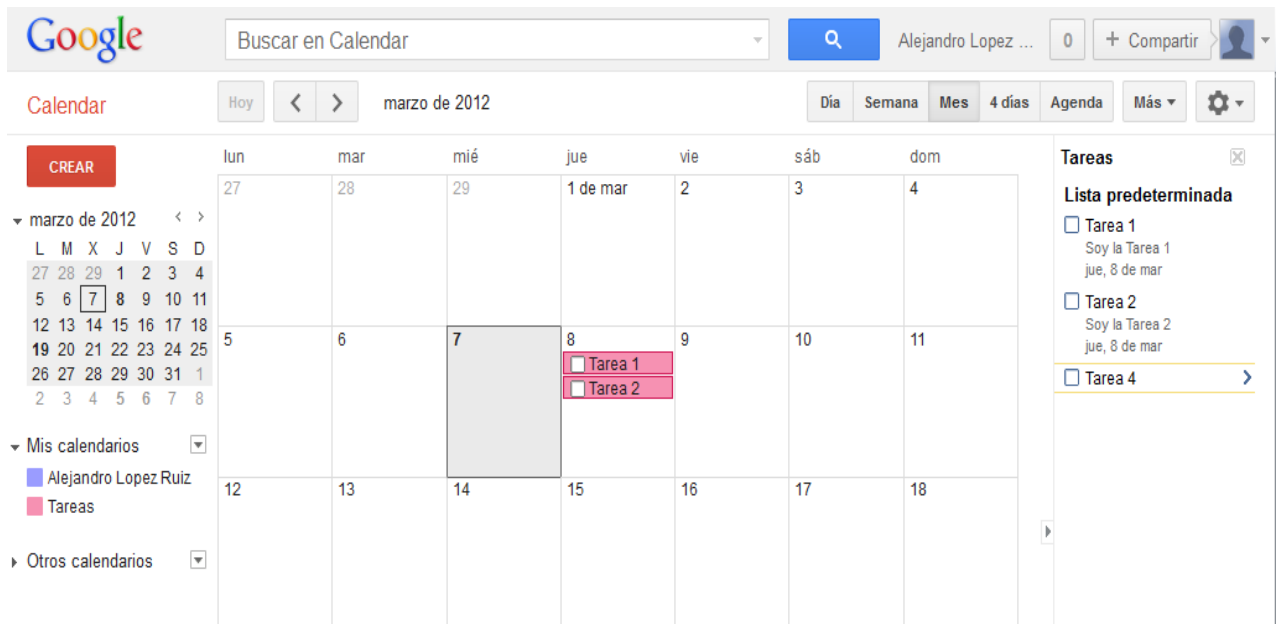 Google
Buscar en Calendar
Alejandro Lopez ...
0
+ Compartir
Calendar
Hoy
marzo de 2012
Día Semana Mes 4 días Agenda
Más
CREAR
marzo de 2012
L M X J V S D
27 28 29 1 2 3 4
5 6 7 8 9 10 11
12 13 14 15 16 17 18
19 20 21 22 23 24 25
26 27 28 29 30 31 1
2 3 4 5 6 7 8
Mis calendarios
Alejandro Lopez Ruiz
Tareas
Otros calendarios
lun mar mié jue vie sáb dom
27 28 29 1 de mar 2 3 4
5 6 7 8 9 10 11
Tarea 1
Tarea 2
12 13 14 15 16 17 18
Tareas
Lista predeterminada
Tarea 1
Soy la Tarea 1
jue, 8 de mar
Tarea 2
Soy la Tarea 2
jue, 8 de mar
Tarea 4